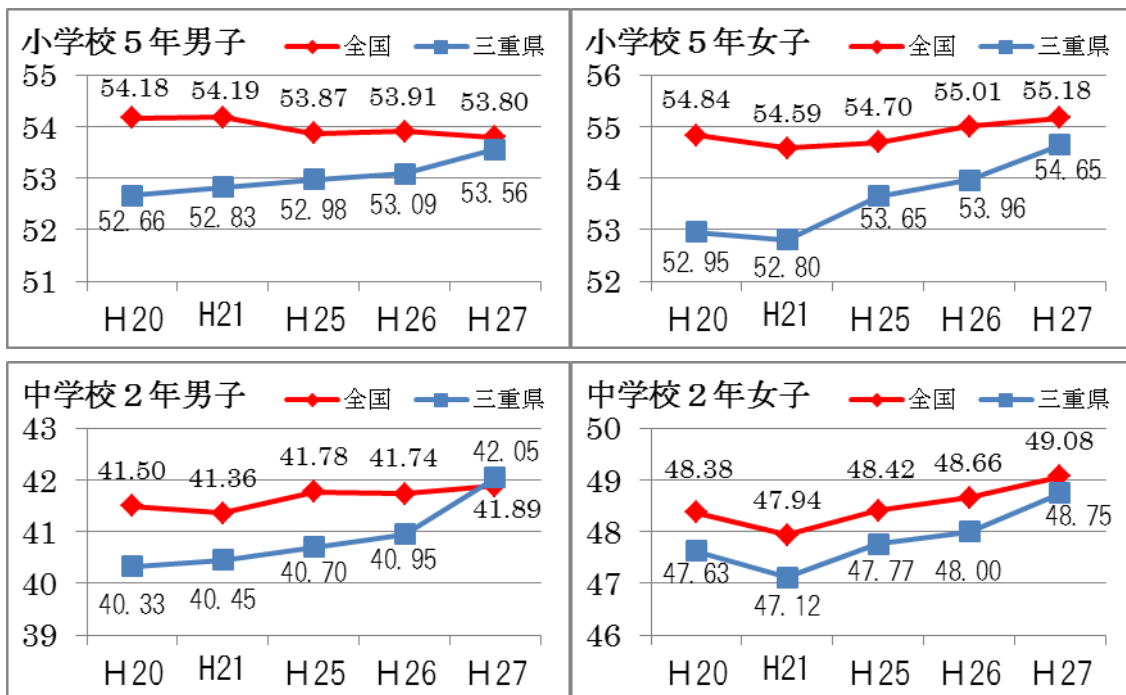 小学校５年男子 全国 三重県
55
54
53
52
51
54.18 54.19 53.87 53.91 53.80
52.66 52.83 52.98 53.09 53.56
Ｈ20 H21 Ｈ25 Ｈ26 Ｈ27
小学校５年女子 全国 三重県
56
55
54
53
52
54.84 54.59 54.70 55.01 55.18
52.95 52.80 53.65 53.96 54.65
Ｈ20 H21 Ｈ25 Ｈ26 Ｈ27
中学校２年男子 全国 三重県
43
42
41
40
39
41.50 41.36 41.78 41.74 41.89
40.33 40.45 40.70 40.95 42.05
Ｈ20 H21 Ｈ25 Ｈ26 Ｈ27
中学校２年女子 全国 三重県
50
49
48
47
46
48.38 47.94 48.42 48.66 49.08
47.63 47.12 47.77 48.00 48.75
Ｈ20 H21 Ｈ25 Ｈ26 Ｈ27